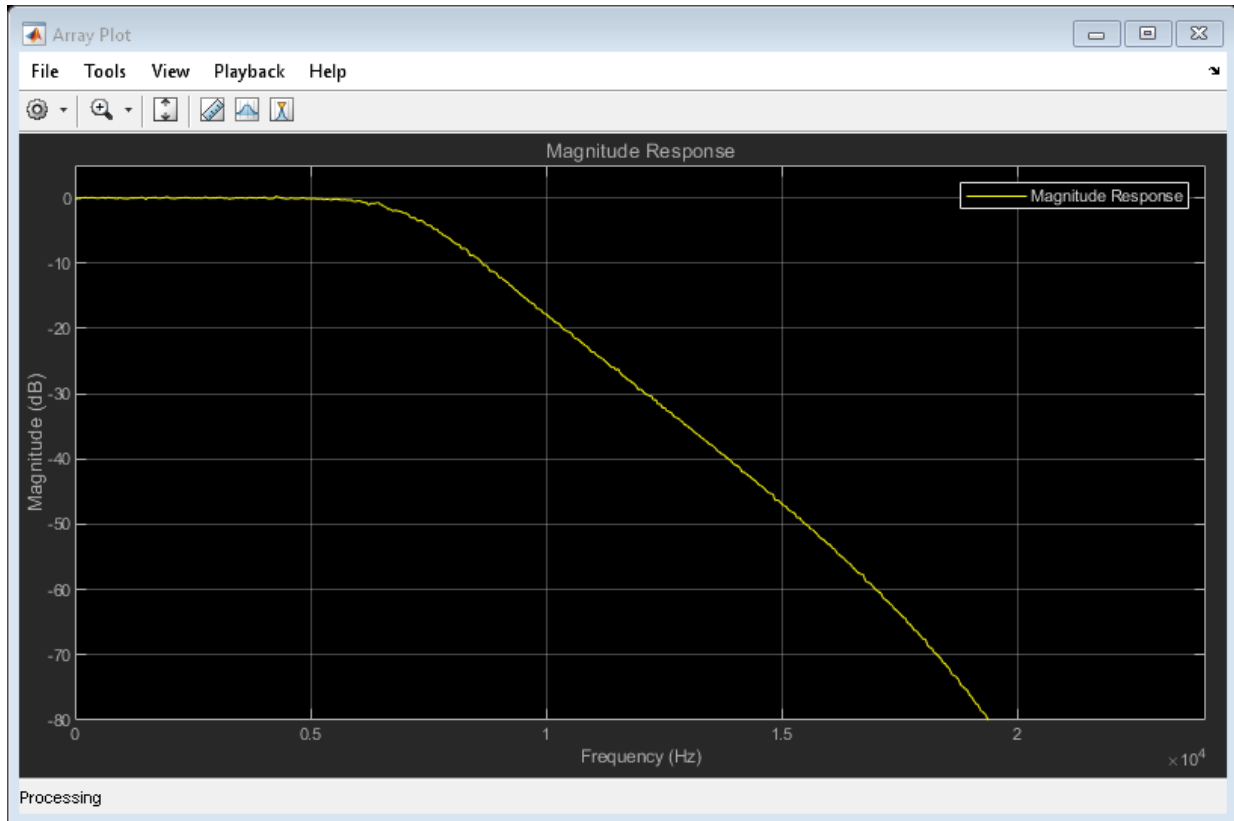 Array Plot
File Tools View Playback Help
Magnitude Response
Magnitude Response
0
-10
-20
-30
-40
-50
-60
-70
-80
Magnitude (dB)
0 0.5 1 1.5 2
Frequency (Hz)
×10⁴
Processing